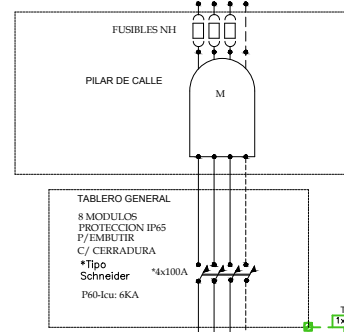 FUSIBLES NH
PILAR DE CALLE
M
TABLERO GENERAL
8 MODULOS
PROTECCION IP65
P/EMBUTIR
C/ CERRADURA
*Tipo
Schneider
*4x100A
P60-Icu: 6KA